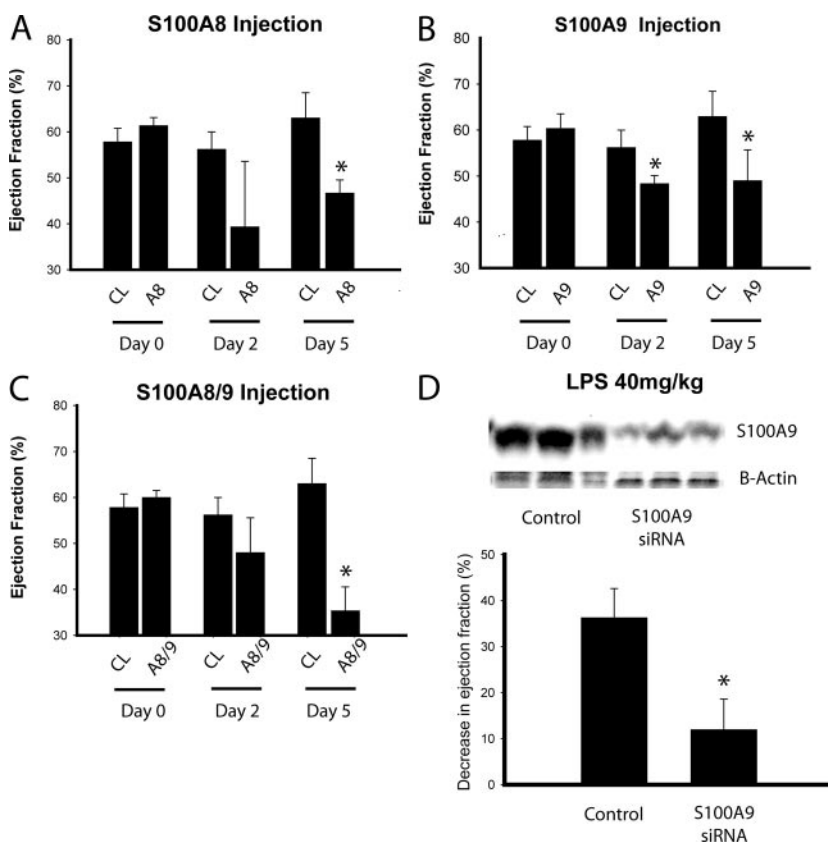 A
S100A8 Injection
Ejection Fraction (%)
80
70
60
50
40
30
*
CL A8 CL A8 CL A8
Day 0 Day 2 Day 5
B
S100A9 Injection
Ejection Fraction (%)
80
70
60
50
40
30
* *
CL A9 CL A9 CL A9
Day 0 Day 2 Day 5
C
S100A8/9 Injection
Ejection Fraction (%)
80
70
60
50
40
30
*
CL A8/9 CL A8/9 CL A8/9
Day 0 Day 2 Day 5
D
LPS 40mg/kg
S100A9
B-Actin
Control S100A9
siRNA
Decrease in ejection fraction (%)
50
40
30
20
10
0
*
Control S100A9
siRNA